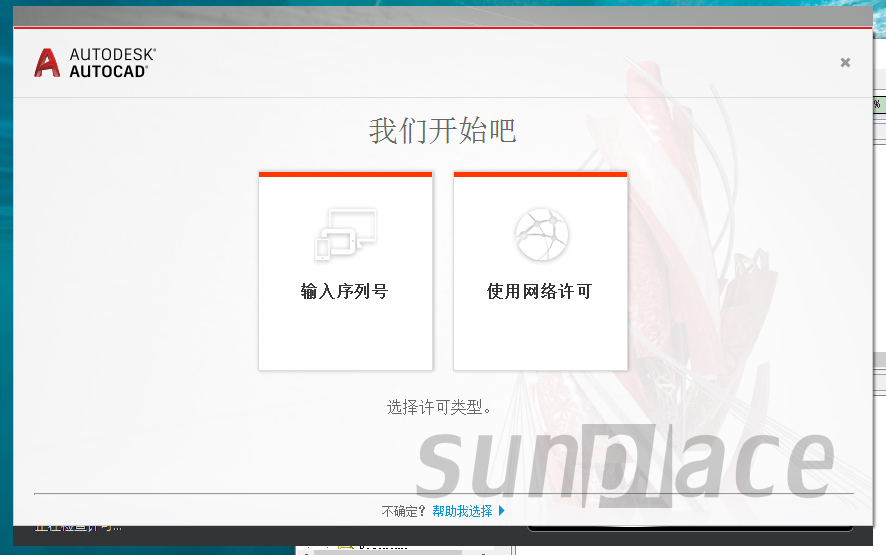 AUTODESK®
AUTOCAD®
%
我们开始吧
输入序列号
使用网络许可
选择许可类型。
sunplace
不确定? 帮助我选择
正在检查许可...